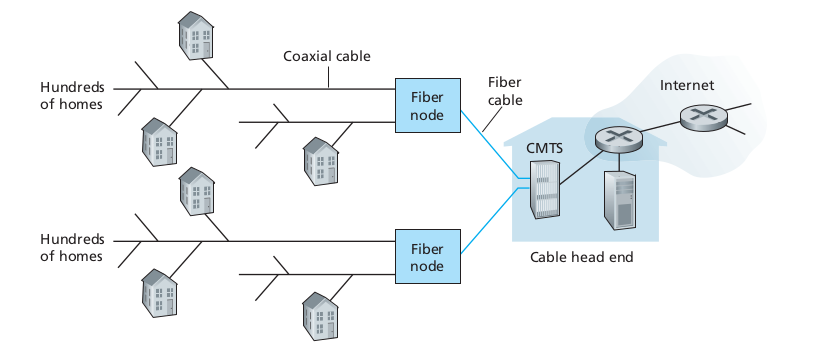 Coaxial cable
Hundreds
of homes
Fiber
node
Fiber
cable
Internet
CMTS
Hundreds
of homes
Fiber
node
Cable head end